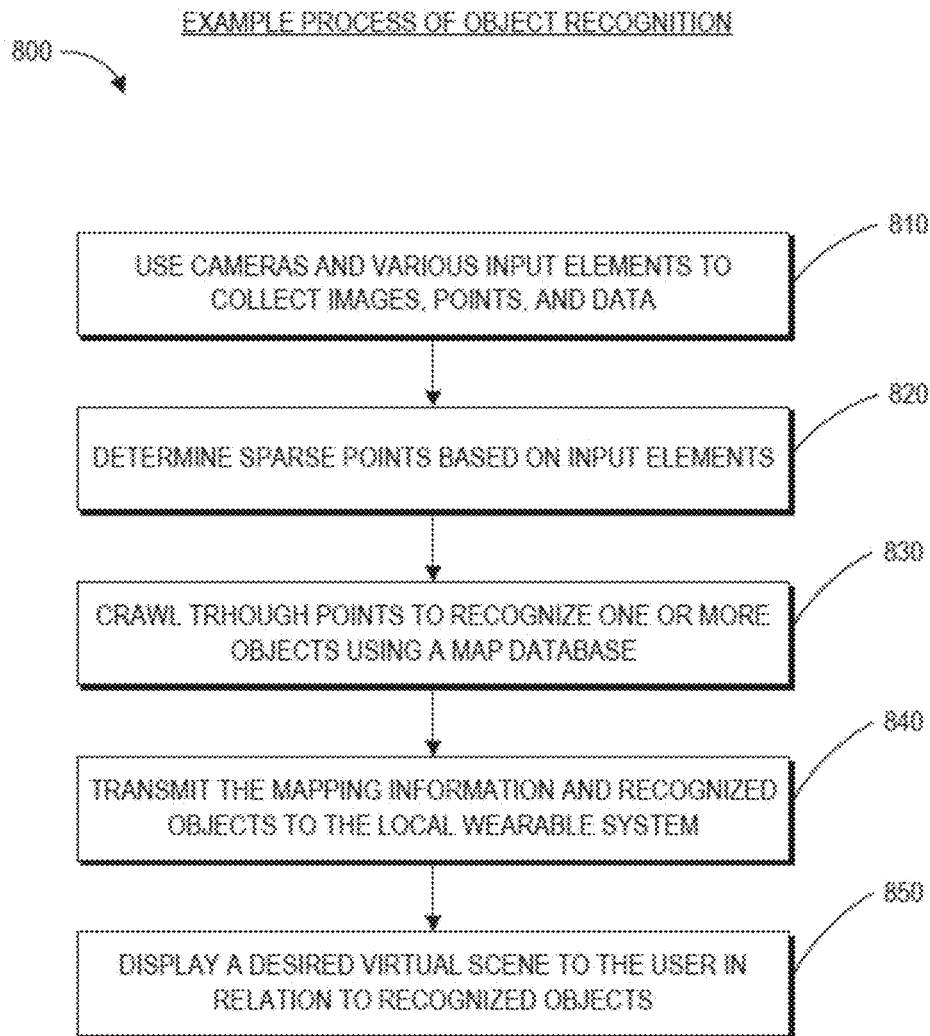 EXAMPLE PROCESS OF OBJECT RECOGNITION
800
810
USE CAMERAS AND VARIOUS INPUT ELEMENTS TO
COLLECT IMAGES, POINTS, AND DATA
820
DETERMINE SPARSE POINTS BASED ON INPUT ELEMENTS
830
CRAWL TRHOUGH POINTS TO RECOGNIZE ONE OR MORE
OBJECTS USING A MAP DATABASE
840
TRANSMIT THE MAPPING INFORMATION AND RECOGNIZED
OBJECTS TO THE LOCAL WEARABLE SYSTEM
850
DISPLAY A DESIRED VIRTUAL SCENE TO THE USER IN
RELATION TO RECOGNIZED OBJECTS